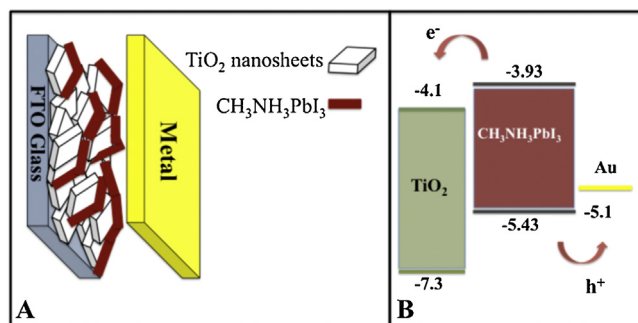 TiO₂ nanosheets
CH₃NH₃PbI₃
FTO Glass
Metal
A
e⁻
-4.1
-3.93
CH₃NH₃PbI₃
TiO₂
Au
-5.43
-5.1
-7.3
h⁺
B